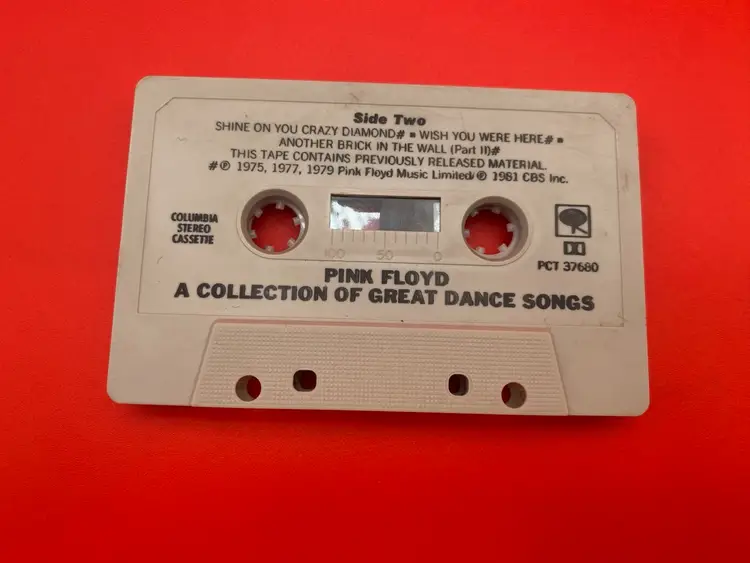 Side Two
SHINE ON YOU CRAZY DIAMOND# ▪ WISH YOU WERE HERE# ▪
ANOTHER BRICK IN THE WALL (Part II)#
THIS TAPE CONTAINS PREVIOUSLY RELEASED MATERIAL.
#℗ 1975, 1977, 1979 Pink Floyd Music Limited/℗ 1981 CBS Inc.
COLUMBIA
STEREO
CASSETTE
100 50 0
PCT 37680
PINK FLOYD
A COLLECTION OF GREAT DANCE SONGS